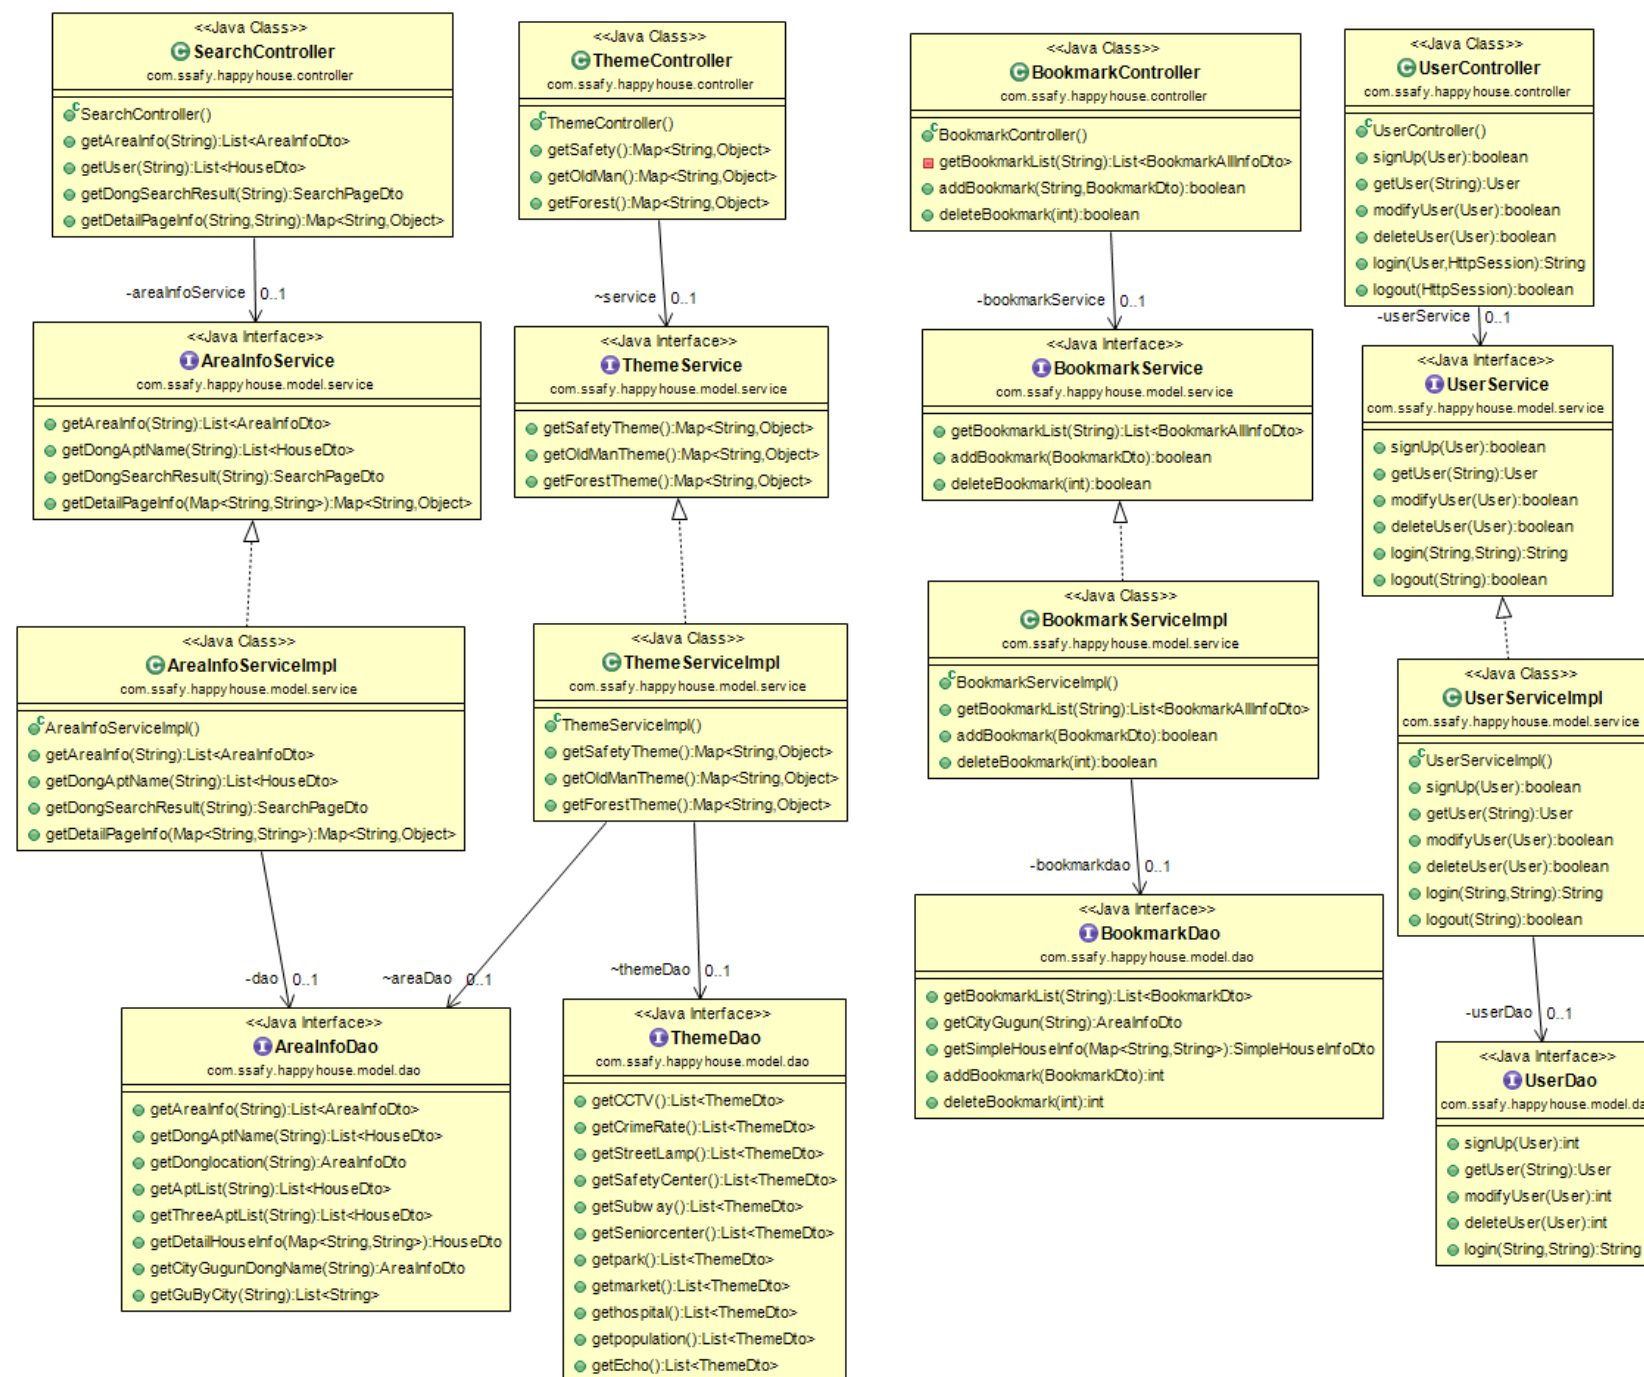 <<Java Class>>
SearchController
com.ssafy.happyhouse.controller
SearchController()
getAreaInfo(String):List<AreaInfoDto>
getUser(String):List<HouseDto>
getDongSearchResult(String):SearchPageDto
getDetailPageInfo(String,String):Map<String,Object>
-areaInfoService 0..1
<<Java Interface>>
AreaInfoService
com.ssafy.happyhouse.model.service
getAreaInfo(String):List<AreaInfoDto>
getDongAptName(String):List<HouseDto>
getDongSearchResult(String):SearchPageDto
getDetailPageInfo(Map<String,String>):Map<String,Object>
<<Java Class>>
AreaInfoServiceImpl
com.ssafy.happyhouse.model.service
AreaInfoServiceImpl()
getAreaInfo(String):List<AreaInfoDto>
getDongAptName(String):List<HouseDto>
getDongSearchResult(String):SearchPageDto
getDetailPageInfo(Map<String,String>):Map<String,Object>
-dao 0..1
<<Java Interface>>
AreaInfoDao
com.ssafy.happyhouse.model.dao
getAreaInfo(String):List<AreaInfoDto>
getDongAptName(String):List<HouseDto>
getDonglocation(String):AreaInfoDto
getAptList(String):List<HouseDto>
getThreeAptList(String):List<HouseDto>
getDetailHouseInfo(Map<String,String>):HouseDto
getCityGugunDongName(String):AreaInfoDto
getGuByCity(String):List<String>
<<Java Class>>
ThemeController
com.ssafy.happyhouse.controller
ThemeController()
getSafety():Map<String,Object>
getOldMan():Map<String,Object>
getForest():Map<String,Object>
~service 0..1
<<Java Interface>>
ThemeService
com.ssafy.happyhouse.model.service
getSafetyTheme():Map<String,Object>
getOldManTheme():Map<String,Object>
getForestTheme():Map<String,Object>
<<Java Class>>
ThemeServiceImpl
com.ssafy.happyhouse.model.service
ThemeServiceImpl()
getSafetyTheme():Map<String,Object>
getOldManTheme():Map<String,Object>
getForestTheme():Map<String,Object>
~areaDao 0..1
~themeDao 0..1
<<Java Interface>>
ThemeDao
com.ssafy.happyhouse.model.dao
getCCTV():List<ThemeDto>
getCrimeRate():List<ThemeDto>
getStreetLamp():List<ThemeDto>
getSafetyCenter():List<ThemeDto>
getSubway():List<ThemeDto>
getSeniorcenter():List<ThemeDto>
getpark():List<ThemeDto>
getmarket():List<ThemeDto>
gethospital():List<ThemeDto>
getpopulation():List<ThemeDto>
getEcho():List<ThemeDto>
<<Java Class>>
BookmarkController
com.ssafy.happyhouse.controller
BookmarkController()
getBookmarkList(String):List<BookmarkAllInfoDto>
addBookmark(String,BookmarkDto):boolean
deleteBookmark(int):boolean
-bookmarkService 0..1
<<Java Interface>>
BookmarkService
com.ssafy.happyhouse.model.service
getBookmarkList(String):List<BookmarkAllInfoDto>
addBookmark(BookmarkDto):boolean
deleteBookmark(int):boolean
<<Java Class>>
BookmarkServiceImpl
com.ssafy.happyhouse.model.service
BookmarkServiceImpl()
getBookmarkList(String):List<BookmarkAllInfoDto>
addBookmark(BookmarkDto):boolean
deleteBookmark(int):boolean
-bookmarkdao 0..1
<<Java Interface>>
BookmarkDao
com.ssafy.happyhouse.model.dao
getBookmarkList(String):List<BookmarkDto>
getCityGugun(String):AreaInfoDto
getSimpleHouseInfo(Map<String,String>):SimpleHouseInfoDto
addBookmark(BookmarkDto):int
deleteBookmark(int):int
<<Java Class>>
UserController
com.ssafy.happyhouse.controller
UserController()
signUp(User):boolean
getUser(String):User
modifyUser(User):boolean
deleteUser(User):boolean
login(User,HttpSession):String
logout(HttpSession):boolean
-userService 0..1
<<Java Interface>>
UserService
com.ssafy.happyhouse.model.service
signUp(User):boolean
getUser(String):User
modifyUser(User):boolean
deleteUser(User):boolean
login(String,String):String
logout(String):boolean
<<Java Class>>
UserServiceImpl
com.ssafy.happyhouse.model.service
UserServiceImpl()
signUp(User):boolean
getUser(String):User
modifyUser(User):boolean
deleteUser(User):boolean
login(String,String):String
logout(String):boolean
-userDao 0..1
<<Java Interface>>
UserDao
com.ssafy.happyhouse.model.da
signUp(User):int
getUser(String):User
modifyUser(User):int
deleteUser(User):int
login(String,String):String